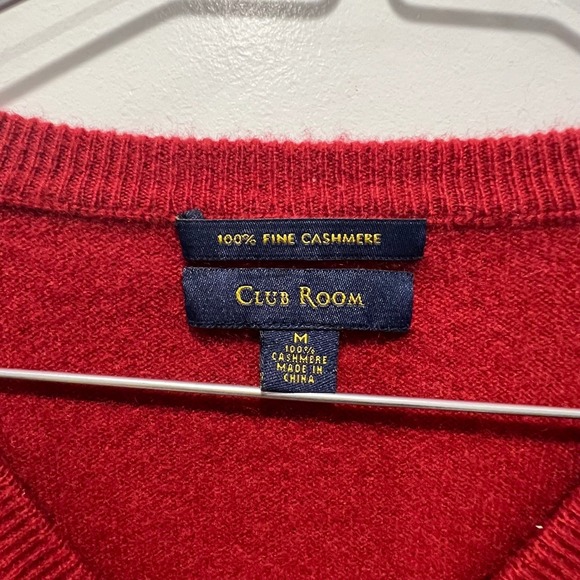 100% FINE CASHMERE
CLUB ROOM
M
100%
CASHMERE
MADE IN
CHINA